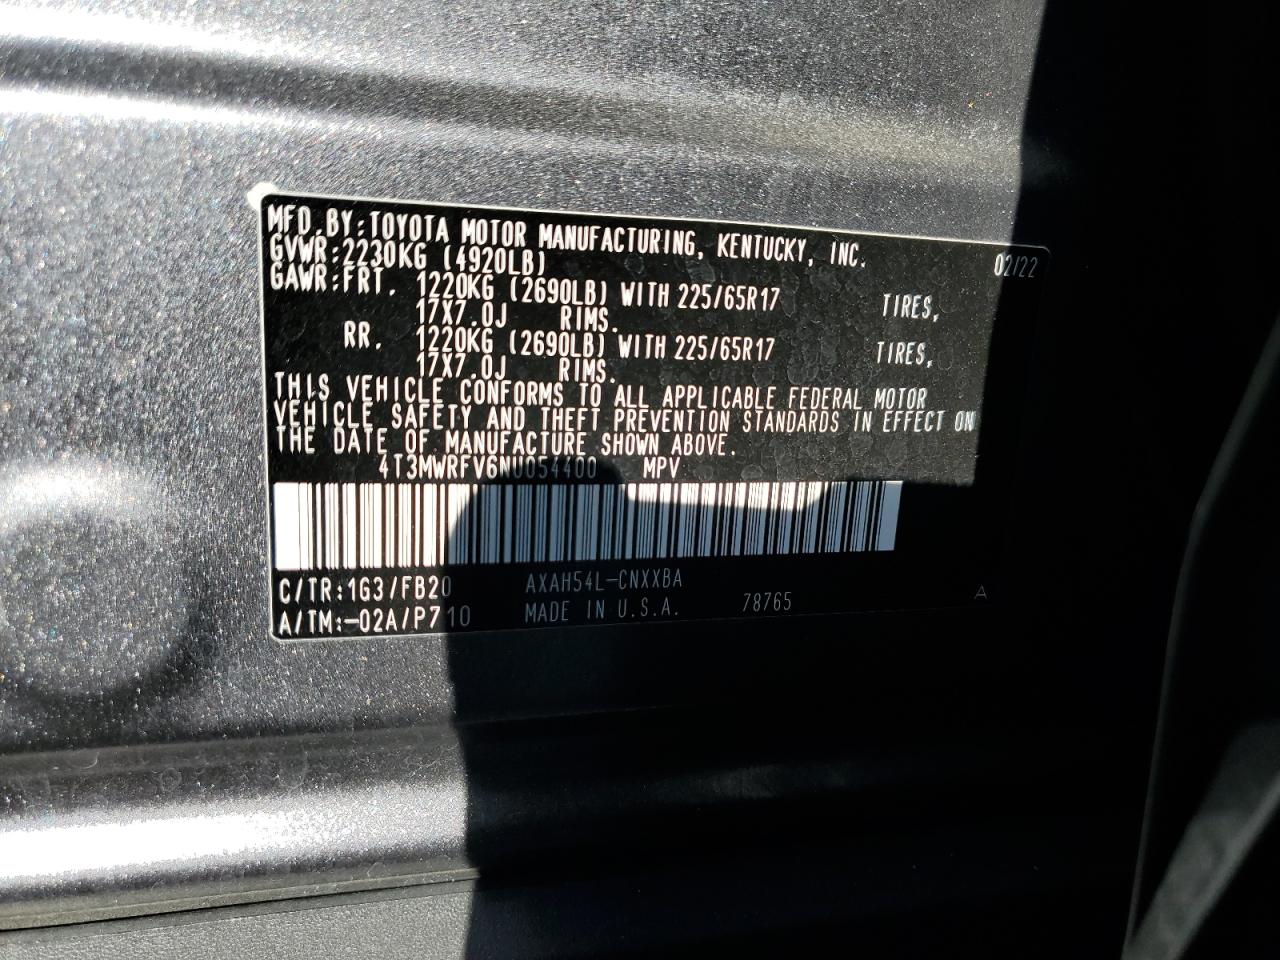 MFD. BY: TOYOTA MOTOR MANUFACTURING, KENTUCKY, INC. 02/22
GVWR: 2230KG (4920LB)
GAWR: FRT. 1220KG (2690LB) WITH 225/65R17 TIRES,
17X7.0J RIMS.
RR. 1220KG (2690LB) WITH 225/65R17 TIRES,
17X7.0J RIMS.
THIS VEHICLE CONFORMS TO ALL APPLICABLE FEDERAL MOTOR
VEHICLE SAFETY AND THEFT PREVENTION STANDARDS IN EFFECT ON
THE DATE OF MANUFACTURE SHOWN ABOVE.
4T3MWRFV6NU054400 MPV
C/TR: 1G3/FB20 AXAH54L-CNXXBA
A/TM: -02A/P710 MADE IN U.S.A. 78765 A